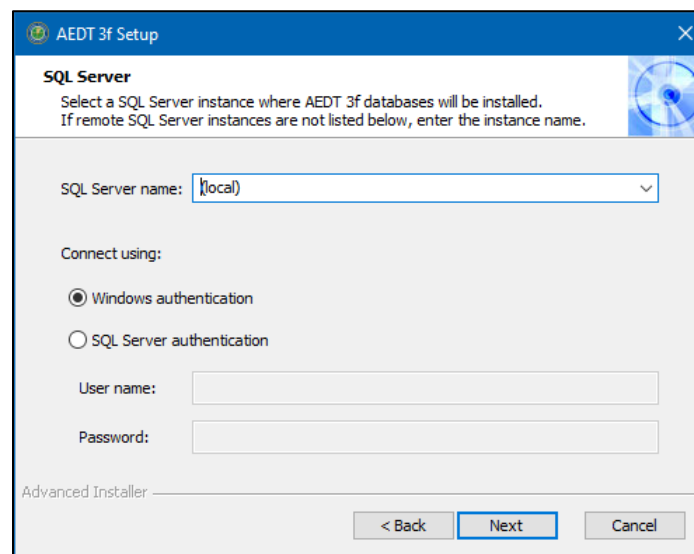 AEDT 3f Setup
SQL Server
Select a SQL Server instance where AEDT 3f databases will be installed.
If remote SQL Server instances are not listed below, enter the instance name.
SQL Server name: (local)
Connect using:
Windows authentication
SQL Server authentication
User name:
Password:
Advanced Installer
< Back Next Cancel